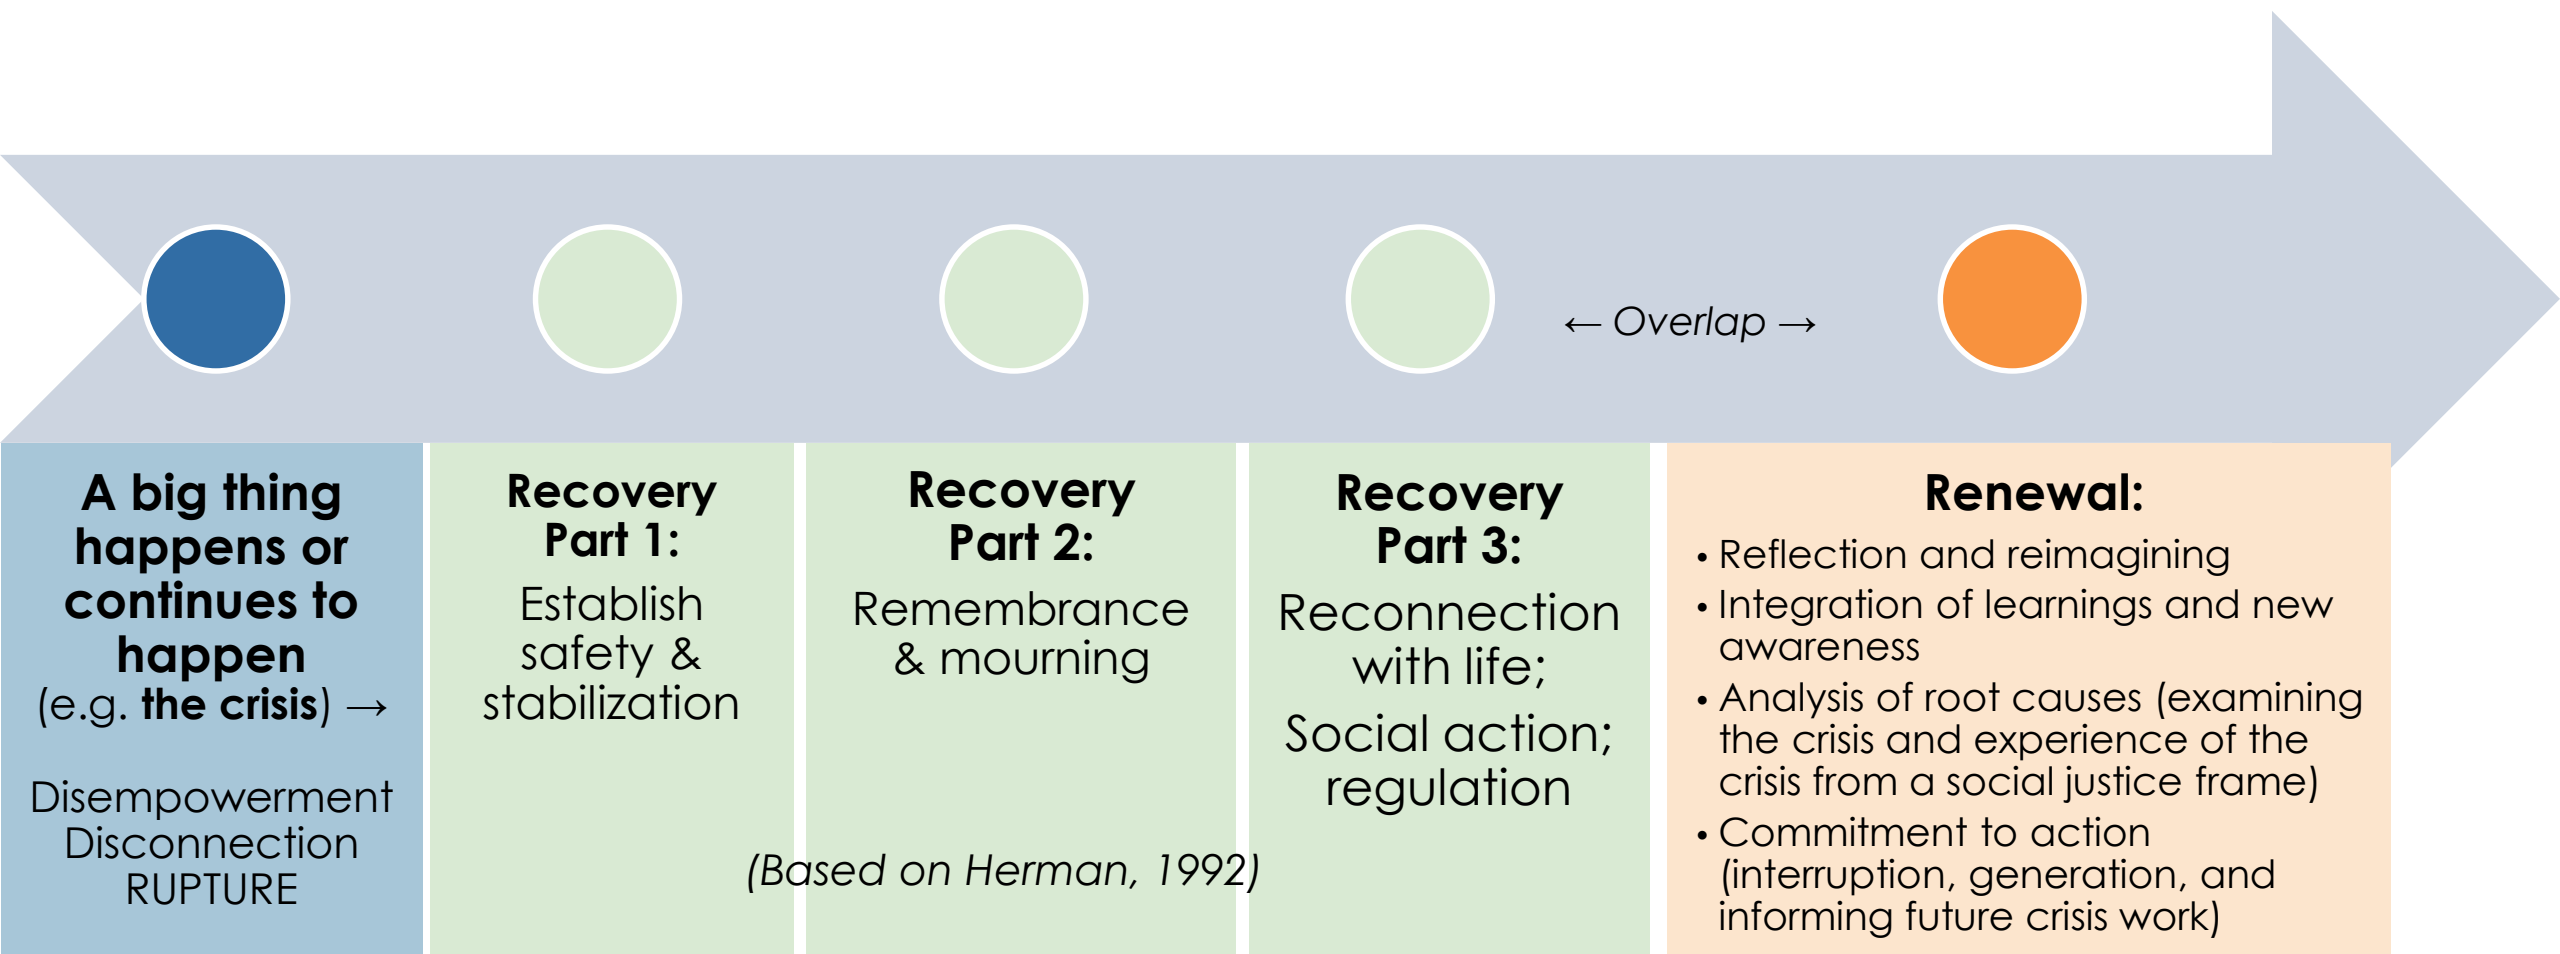 ← Overlap →
A big thing
happens or
continues to
happen
(e.g. the crisis) →
Disempowerment
Disconnection
RUPTURE
Recovery
Part 1:
Establish
safety &
stabilization
Recovery
Part 2:
Remembrance
& mourning
Recovery
Part 3:
Reconnection
with life;
Social action;
regulation
(Based on Herman, 1992)
Renewal:
• Reflection and reimagining
• Integration of learnings and new
awareness
• Analysis of root causes (examining
the crisis and experience of the
crisis from a social justice frame)
• Commitment to action
(interruption, generation, and
informing future crisis work)